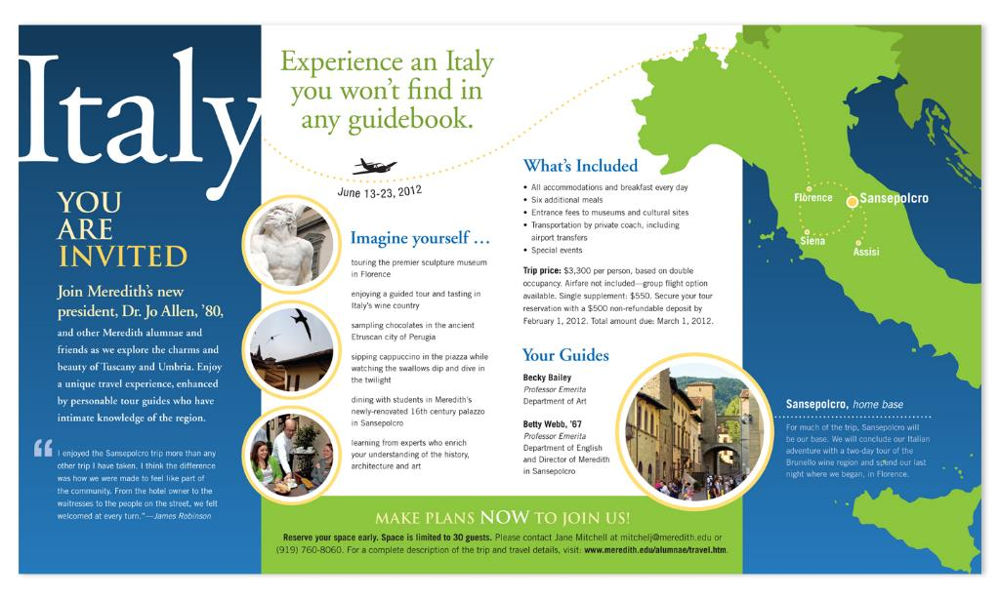 Italy
YOU
ARE
INVITED
Join Meredith's new
president, Dr. Jo Allen, '80,
and other Meredith alumnae and
friends as we explore the charms and
beauty of Tuscany and Umbria. Enjoy
a unique travel experience, enhanced
by personable tour guides who have
intimate knowledge of the region.
“ I enjoyed the Sansepolcro trip more than any
other trip I have taken. I think the difference
was how we were made to feel like part of
the community. From the hotel owner to the
waitresses to the people on the street, we felt
welcomed at every turn.”—James Robinson
Experience an Italy
you won't find in
any guidebook.
June 13-23, 2012
Imagine yourself …
touring the premier sculpture museum
in Florence
enjoying a guided tour and tasting in
Italy's wine country
sampling chocolates in the ancient
Etruscan city of Perugia
sipping cappuccino in the piazza while
watching the swallows dip and dive in
the twilight
dining with students in Meredith's
newly-renovated 16th century palazzo
in Sansepolcro
learning from experts who enrich
your understanding of the history,
architecture and art
What's Included
• All accommodations and breakfast every day
• Six additional meals
• Entrance fees to museums and cultural sites
• Transportation by private coach, including
airport transfers
• Special events
Trip price: $3,300 per person, based on double
occupancy. Airfare not included—group flight option
available. Single supplement: $550. Secure your tour
reservation with a $500 non-refundable deposit by
February 1, 2012. Total amount due: March 1, 2012.
Your Guides
Becky Bailey
Professor Emerita
Department of Art
Betty Webb, '67
Professor Emerita
Department of English
and Director of Meredith
in Sansepolcro
Florence
Sansepolcro
Siena
Assisi
Sansepolcro, home base
For much of the trip, Sansepolcro will
be our base. We will conclude our Italian
adventure with a two-day tour of the
Brunello wine region and spend our last
night where we began, in Florence.
MAKE PLANS NOW TO JOIN US!
Reserve your space early. Space is limited to 30 guests. Please contact Jane Mitchell at mitchelj@meredith.edu or
(919) 760-8060. For a complete description of the trip and travel details, visit: www.meredith.edu/alumnae/travel.htm.